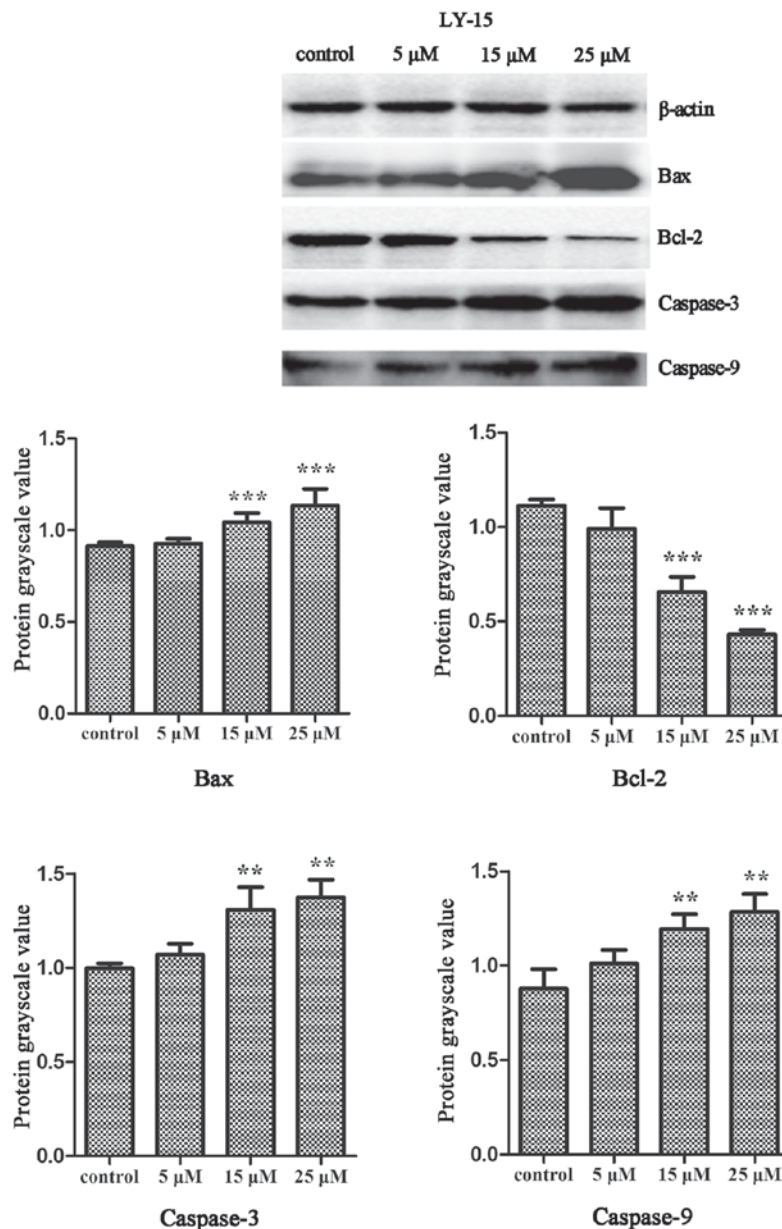 LY-15
control 5 µM 15 µM 25 µM
β-actin
Bax
Bcl-2
Caspase-3
Caspase-9
Protein grayscale value
1.5
1.0
0.5
0.0
*** ***
control 5 µM 15 µM 25 µM
Bax
Protein grayscale value
1.5
1.0
0.5
0.0
***
***
control 5 µM 15 µM 25 µM
Bcl-2
Protein grayscale value
1.5
1.0
0.5
0.0
** **
control 5 µM 15 µM 25 µM
Caspase-3
Protein grayscale value
1.5
1.0
0.5
0.0
** **
control 5 µM 15 µM 25 µM
Caspase-9